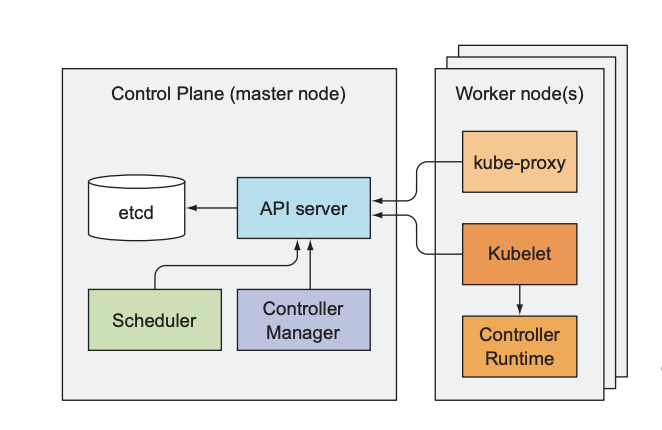 Control Plane (master node)
Worker node(s)
kube-proxy
etcd
API server
Kubelet
Scheduler
Controller
Manager
Controller
Runtime